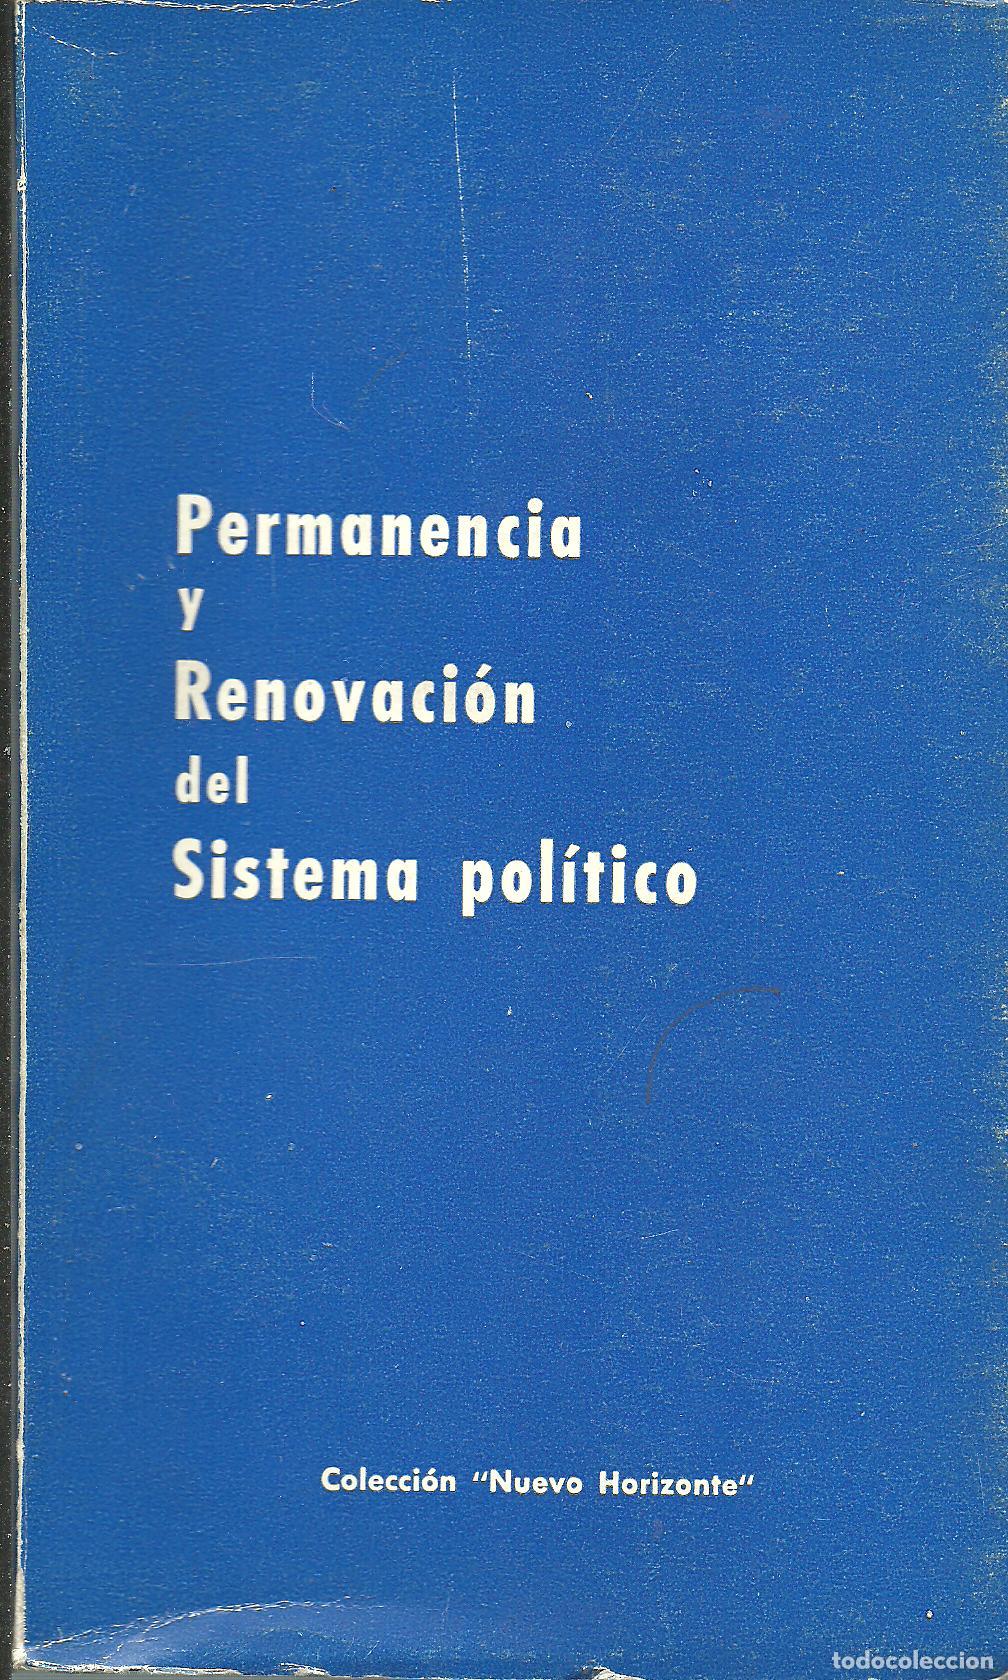 Permanencia
y
Renovación
del
Sistema político
Colección "Nuevo Horizonte"
todocoleccion